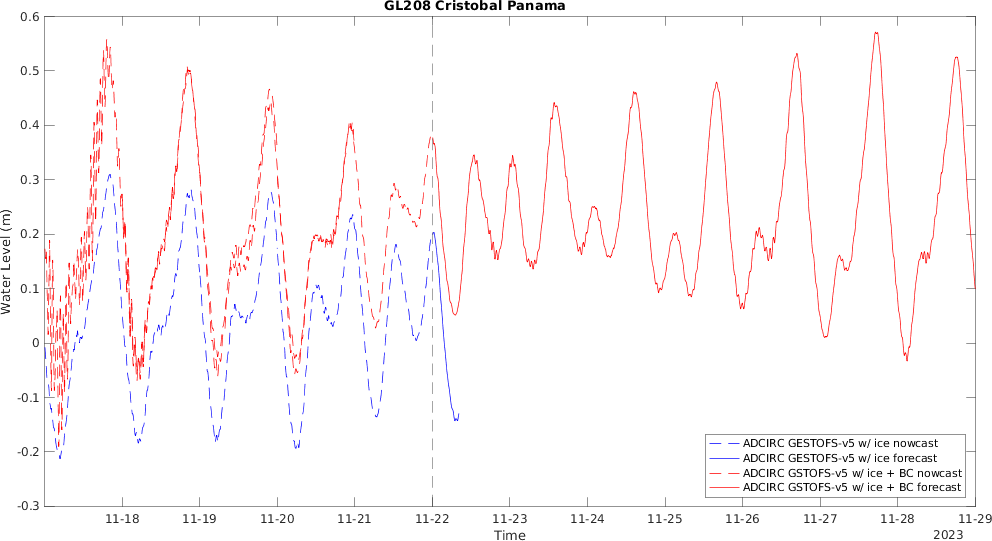 GL208 Cristobal Panama
0.6
0.5
0.4
0.3
0.2
0.1
0
-0.1
-0.2
-0.3
Water Level (m)
11-18 11-19 11-20 11-21 11-22 11-23 11-24 11-25 11-26 11-27 11-28 11-29
Time
2023
ADCIRC GESTOFS-v5 w/ ice nowcast
ADCIRC GESTOFS-v5 w/ ice forecast
ADCIRC GSTOFS-v5 w/ ice + BC nowcast
ADCIRC GSTOFS-v5 w/ ice + BC forecast